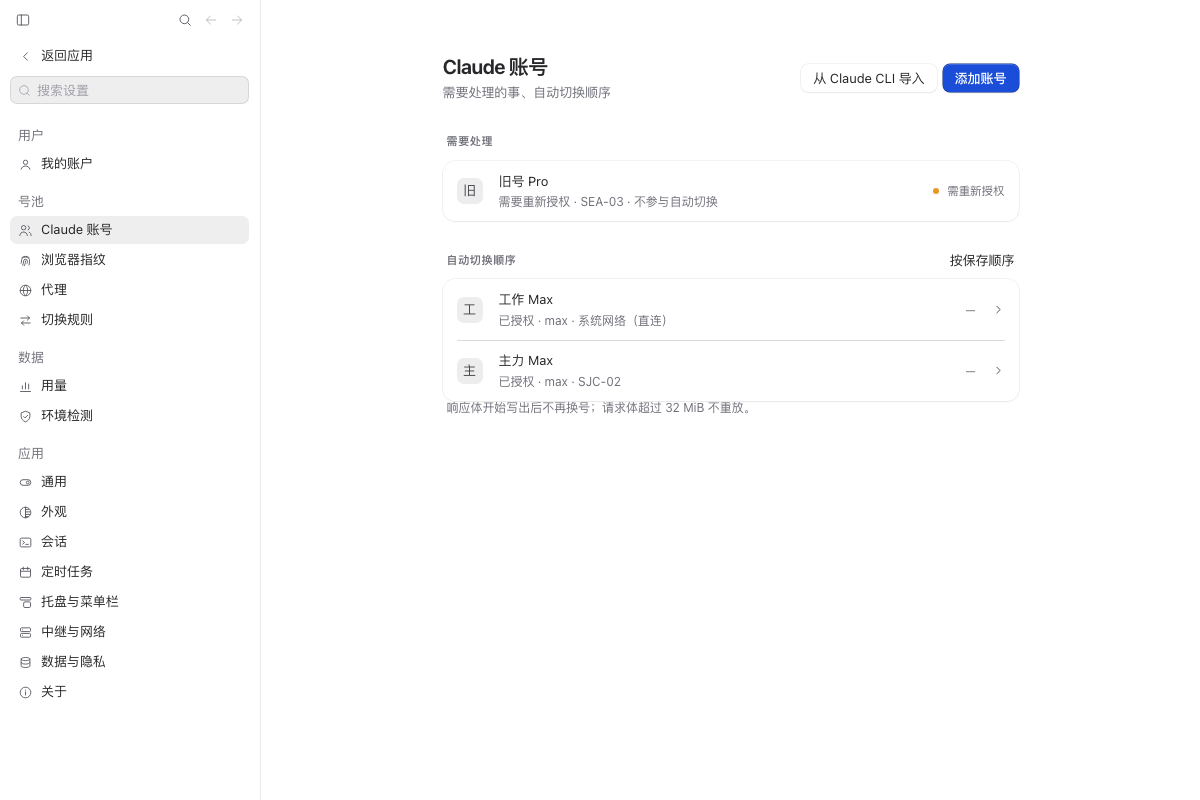 返回应用
搜索设置
用户
我的账户
号池
Claude 账号
浏览器指纹
代理
切换规则
数据
用量
环境检测
应用
通用
外观
会话
定时任务
托盘与菜单栏
中继与网络
数据与隐私
关于
Claude 账号
需要处理的事、自动切换顺序
从 Claude CLI 导入
添加账号
需要处理
旧
旧号 Pro
需要重新授权 · SEA-03 · 不参与自动切换
需重新授权
自动切换顺序
按保存顺序
工
工作 Max
已授权 · max · 系统网络（直连）
—
主
主力 Max
已授权 · max · SJC-02
—
响应体开始写出后不再换号；请求体超过 32 MiB 不重放。